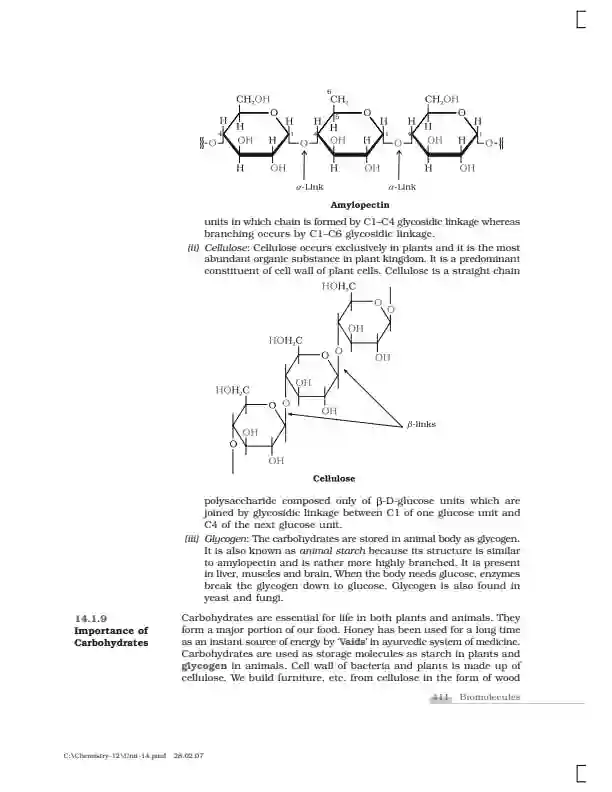 6
CH₂OH CH₂ CH₂OH
O O O
H H H H H H
5
H H H
4 1 4 1 4 1
-O OH H O OH H O OH H O-
H OH H OH H OH
α-Link α-Link
Amylopectin
units in which chain is formed by C1–C4 glycosidic linkage whereas
branching occurs by C1–C6 glycosidic linkage.
(ii) Cellulose: Cellulose occurs exclusively in plants and it is the most
abundant organic substance in plant kingdom. It is a predominant
constituent of cell wall of plant cells. Cellulose is a straight chain
HOH₂C
O
O
OH
HOH₂C
O
O
OH
OH
HOH₂C
OH
O O
β-links
OH
O
OH
Cellulose
polysaccharide composed only of β-D-glucose units which are
joined by glycosidic linkage between C1 of one glucose unit and
C4 of the next glucose unit.
(iii) Glycogen: The carbohydrates are stored in animal body as glycogen.
It is also known as animal starch because its structure is similar
to amylopectin and is rather more highly branched. It is present
in liver, muscles and brain. When the body needs glucose, enzymes
break the glycogen down to glucose. Glycogen is also found in
yeast and fungi.
14.1.9
Importance of
Carbohydrates
Carbohydrates are essential for life in both plants and animals. They
form a major portion of our food. Honey has been used for a long time
as an instant source of energy by ‘Vaids’ in ayurvedic system of medicine.
Carbohydrates are used as storage molecules as starch in plants and
glycogen in animals. Cell wall of bacteria and plants is made up of
cellulose. We build furniture, etc. from cellulose in the form of wood
411 Biomolecules
C:\Chemistry-12\Unit-14.pmd 28.02.07